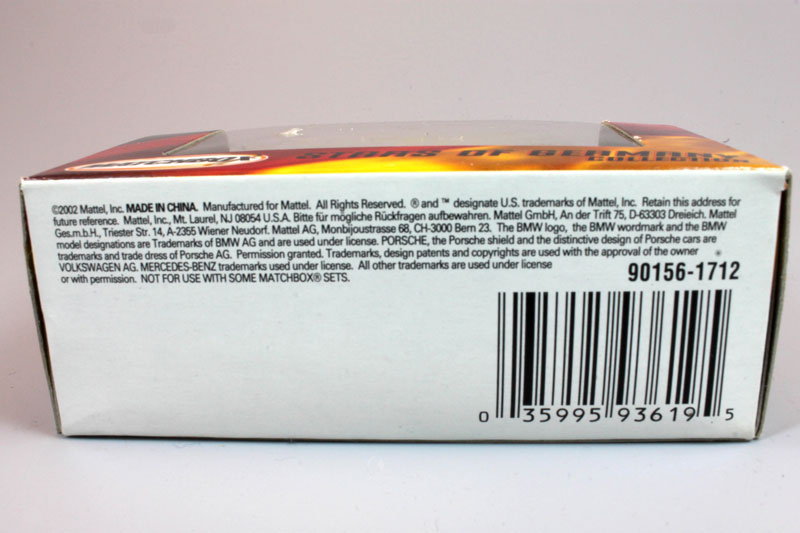 MATCHBOX
STARS OF GERMANY
COLLECTION
©2002 Mattel, Inc. MADE IN CHINA. Manufactured for Mattel. All Rights Reserved. ® and ™ designate U.S. trademarks of Mattel, Inc. Retain this address for
future reference. Mattel, Inc., Mt. Laurel, NJ 08054 U.S.A. Bitte für mögliche Rückfragen aufbewahren. Mattel GmbH, An der Trift 75, D-63303 Dreieich. Mattel
Ges.m.b.H., Triester Str. 14, A-2355 Wiener Neudorf. Mattel AG, Monbijoustrasse 68, CH-3000 Bern 23. The BMW logo, the BMW wordmark and the BMW
model designations are Trademarks of BMW AG and are used under license. PORSCHE, the Porsche shield and the distinctive design of Porsche cars are
trademarks and trade dress of Porsche AG. Permission granted. Trademarks, design patents and copyrights are used with the approval of the owner
VOLKSWAGEN AG. MERCEDES-BENZ trademarks used under license. All other trademarks are used under license
or with permission. NOT FOR USE WITH SOME MATCHBOX® SETS.
90156-1712
0 35995 93619 5